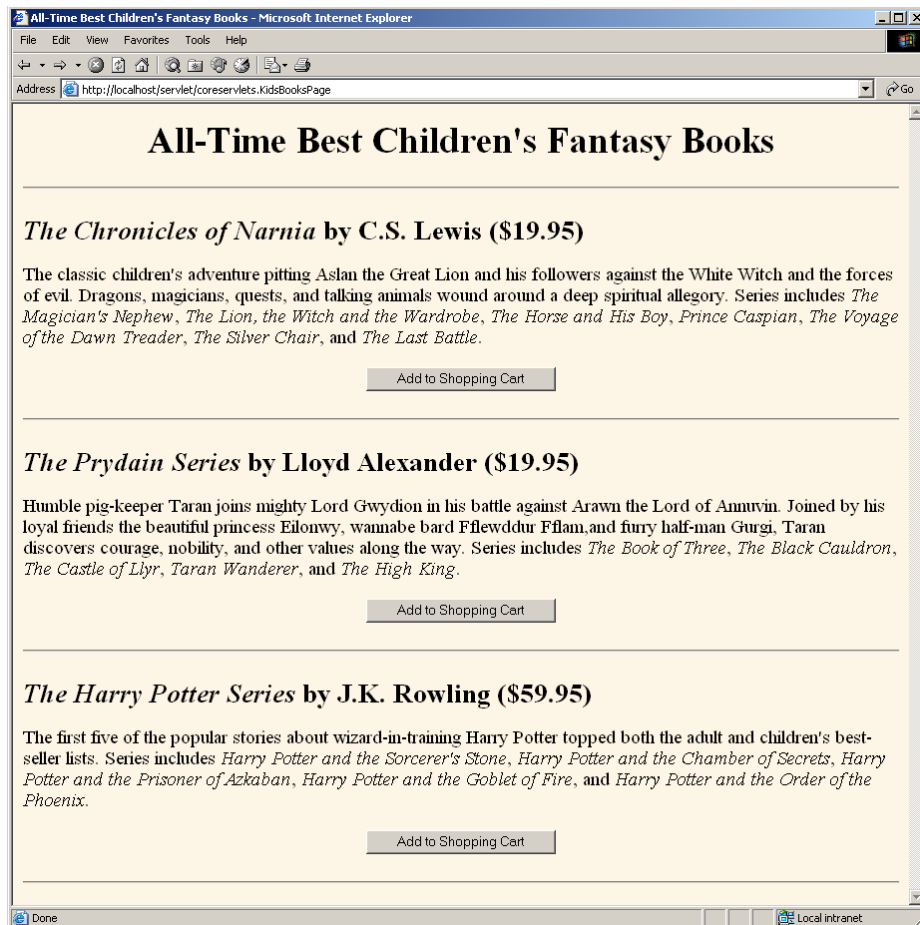 All-Time Best Children's Fantasy Books - Microsoft Internet Explorer
File Edit View Favorites Tools Help
Address http://localhost/servlet/coreservlets.KidsBooksPage Go
All-Time Best Children's Fantasy Books
The Chronicles of Narnia by C.S. Lewis ($19.95)
The classic children's adventure pitting Aslan the Great Lion and his followers against the White Witch and the forces
of evil. Dragons, magicians, quests, and talking animals wound around a deep spiritual allegory. Series includes The
Magician's Nephew, The Lion, the Witch and the Wardrobe, The Horse and His Boy, Prince Caspian, The Voyage
of the Dawn Treader, The Silver Chair, and The Last Battle.
Add to Shopping Cart
The Prydain Series by Lloyd Alexander ($19.95)
Humble pig-keeper Taran joins mighty Lord Gwydion in his battle against Arawn the Lord of Annuvin. Joined by his
loyal friends the beautiful princess Eilonwy, wannabe bard Fflewddur Fflam,and furry half-man Gurgi, Taran
discovers courage, nobility, and other values along the way. Series includes The Book of Three, The Black Cauldron,
The Castle of Llyr, Taran Wanderer, and The High King.
Add to Shopping Cart
The Harry Potter Series by J.K. Rowling ($59.95)
The first five of the popular stories about wizard-in-training Harry Potter topped both the adult and children's best-
seller lists. Series includes Harry Potter and the Sorcerer's Stone, Harry Potter and the Chamber of Secrets, Harry
Potter and the Prisoner of Azkaban, Harry Potter and the Goblet of Fire, and Harry Potter and the Order of the
Phoenix.
Add to Shopping Cart
Done Local intranet